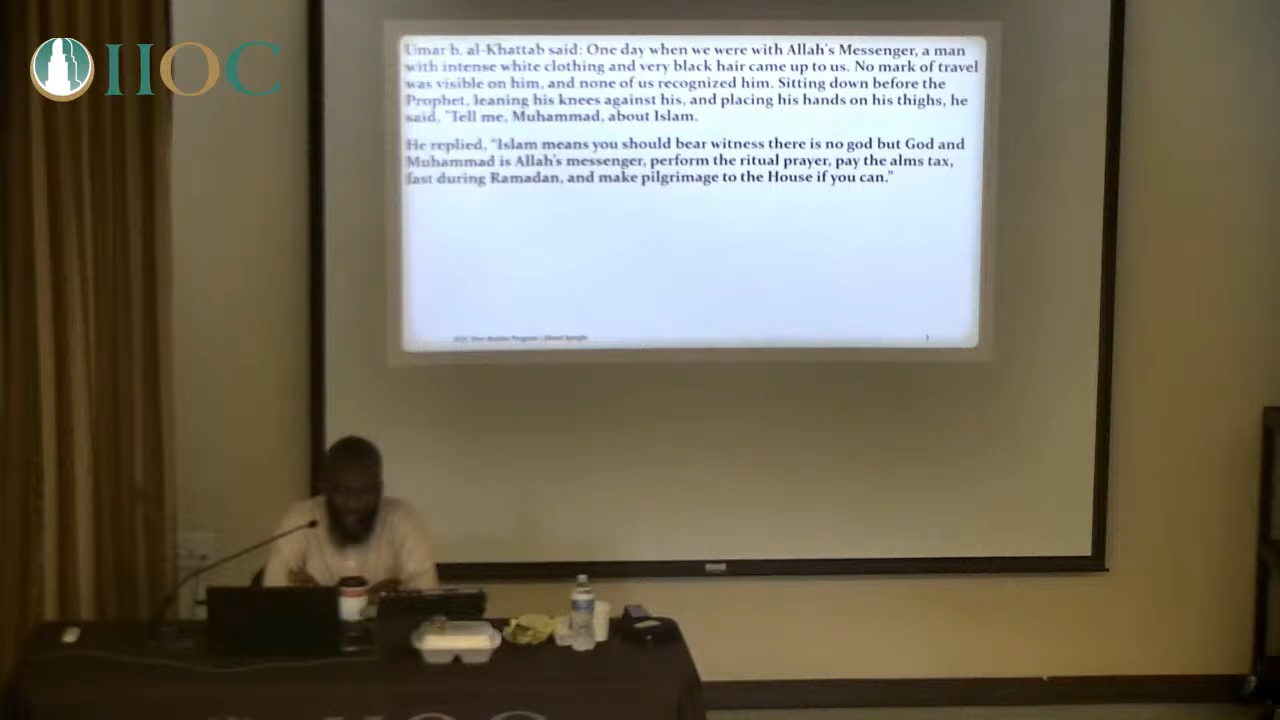 IIOC
Umar b. al-Khattab said: One day when we were with Allah's Messenger, a man
with intense white clothing and very black hair came up to us. No mark of travel
was visible on him, and none of us recognized him. Sitting down before the
Prophet, leaning his knees against his, and placing his hands on his thighs, he
said, "Tell me, Muhammad, about Islam.
He replied, "Islam means you should bear witness there is no god but God and
Muhammad is Allah's messenger, perform the ritual prayer, pay the alms tax,
fast during Ramadan, and make pilgrimage to the House if you can."